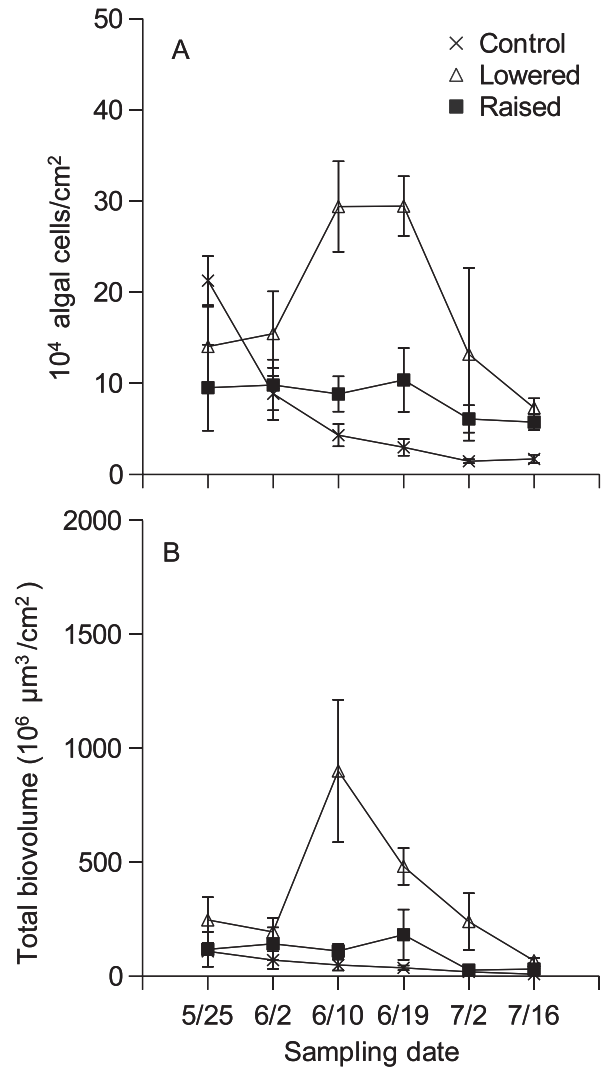 A
Control
Lowered
Raised
50
40
30
20
10
0
10⁴ algal cells/cm²
B
2000
1500
1000
500
0
Total biovolume (10⁶ µm³/cm²)
5/25 6/2 6/10 6/19 7/2 7/16
Sampling date